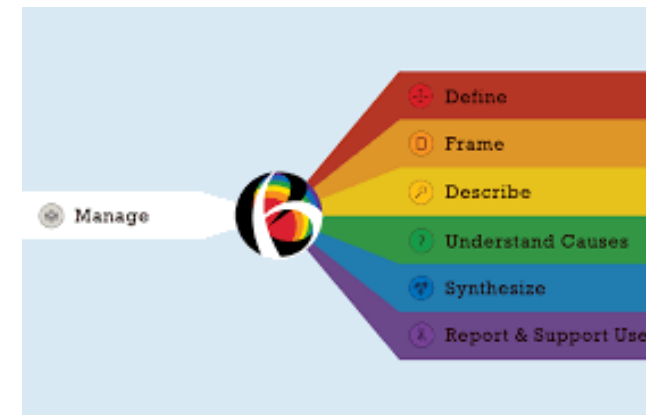 Manage
Define
Frame
Describe
Understand Causes
Synthesize
Report & Support Use